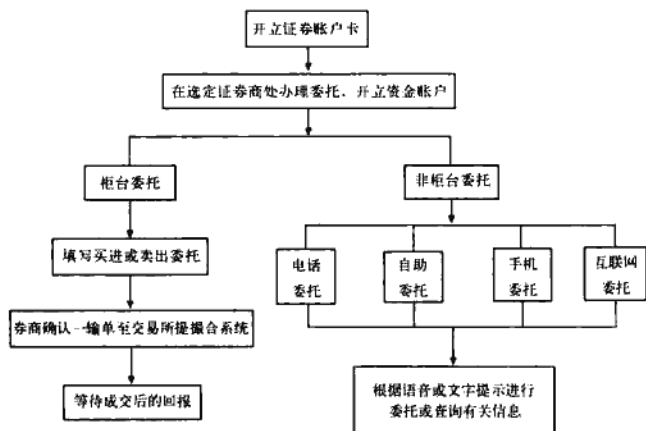 开立证券账户卡
在选定证券商处办理委托、开立资金账户
柜台委托
非柜台委托
填写买进或卖出委托
电话
委托
自助
委托
手机
委托
互联网
委托
券商确认一输单至交易所提撮合系统
等待成交后的回报
根据语音或文字提示进行
委托或查询有关信息